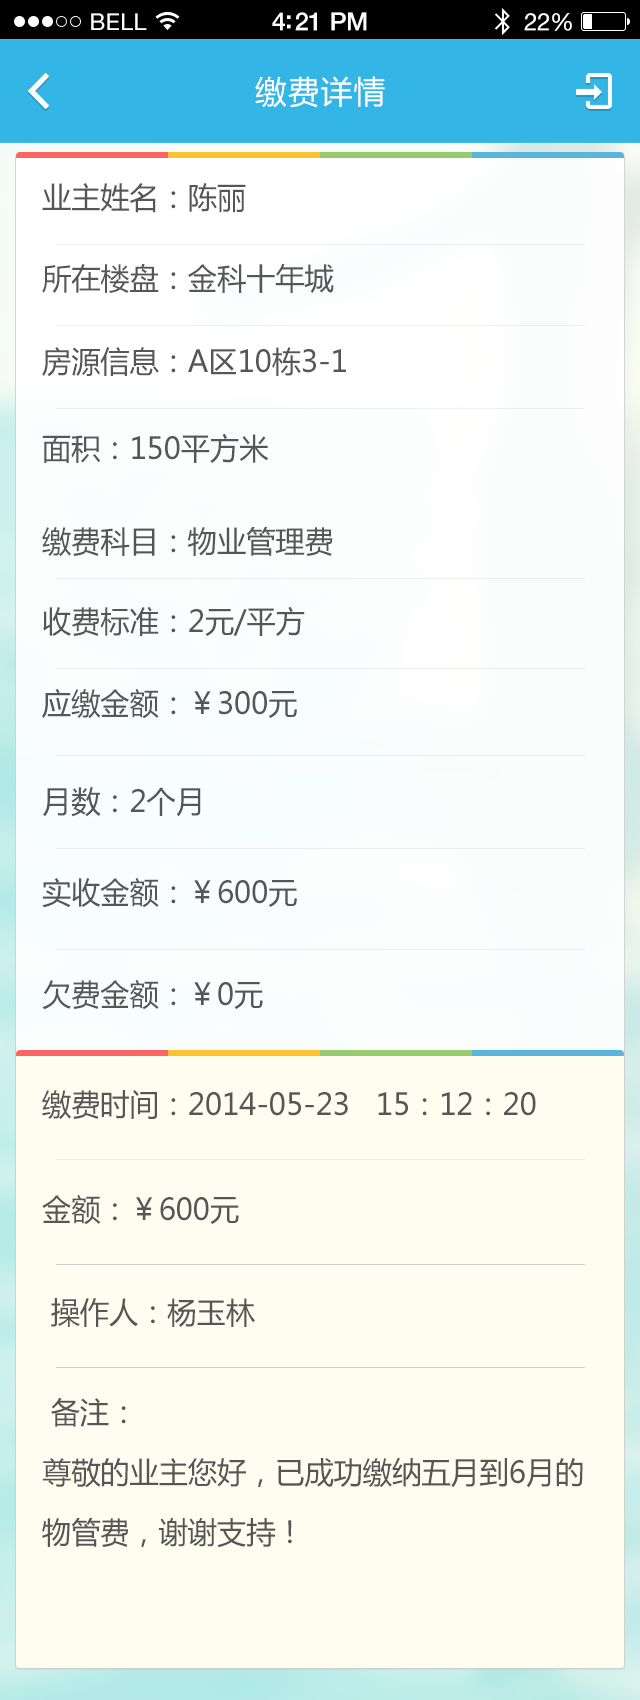 BELL 4:21 PM 22%
缴费详情
业主姓名：陈丽
所在楼盘：金科十年城
房源信息：A区10栋3-1
面积：150平方米
缴费科目：物业管理费
收费标准：2元/平方
应缴金额：￥300元
月数：2个月
实收金额：￥600元
欠费金额：￥0元
缴费时间：2014-05-23 15：12：20
金额：￥600元
操作人：杨玉林
备注：
尊敬的业主您好，已成功缴纳五月到6月的
物管费，谢谢支持！